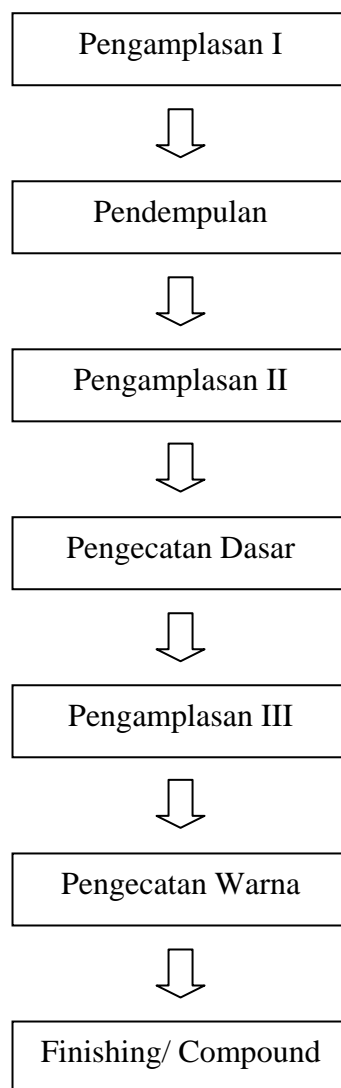 Pengamplasan I
Pendempulan
Pengamplasan II
Pengecatan Dasar
Pengamplasan III
Pengecatan Warna
Finishing/ Compound